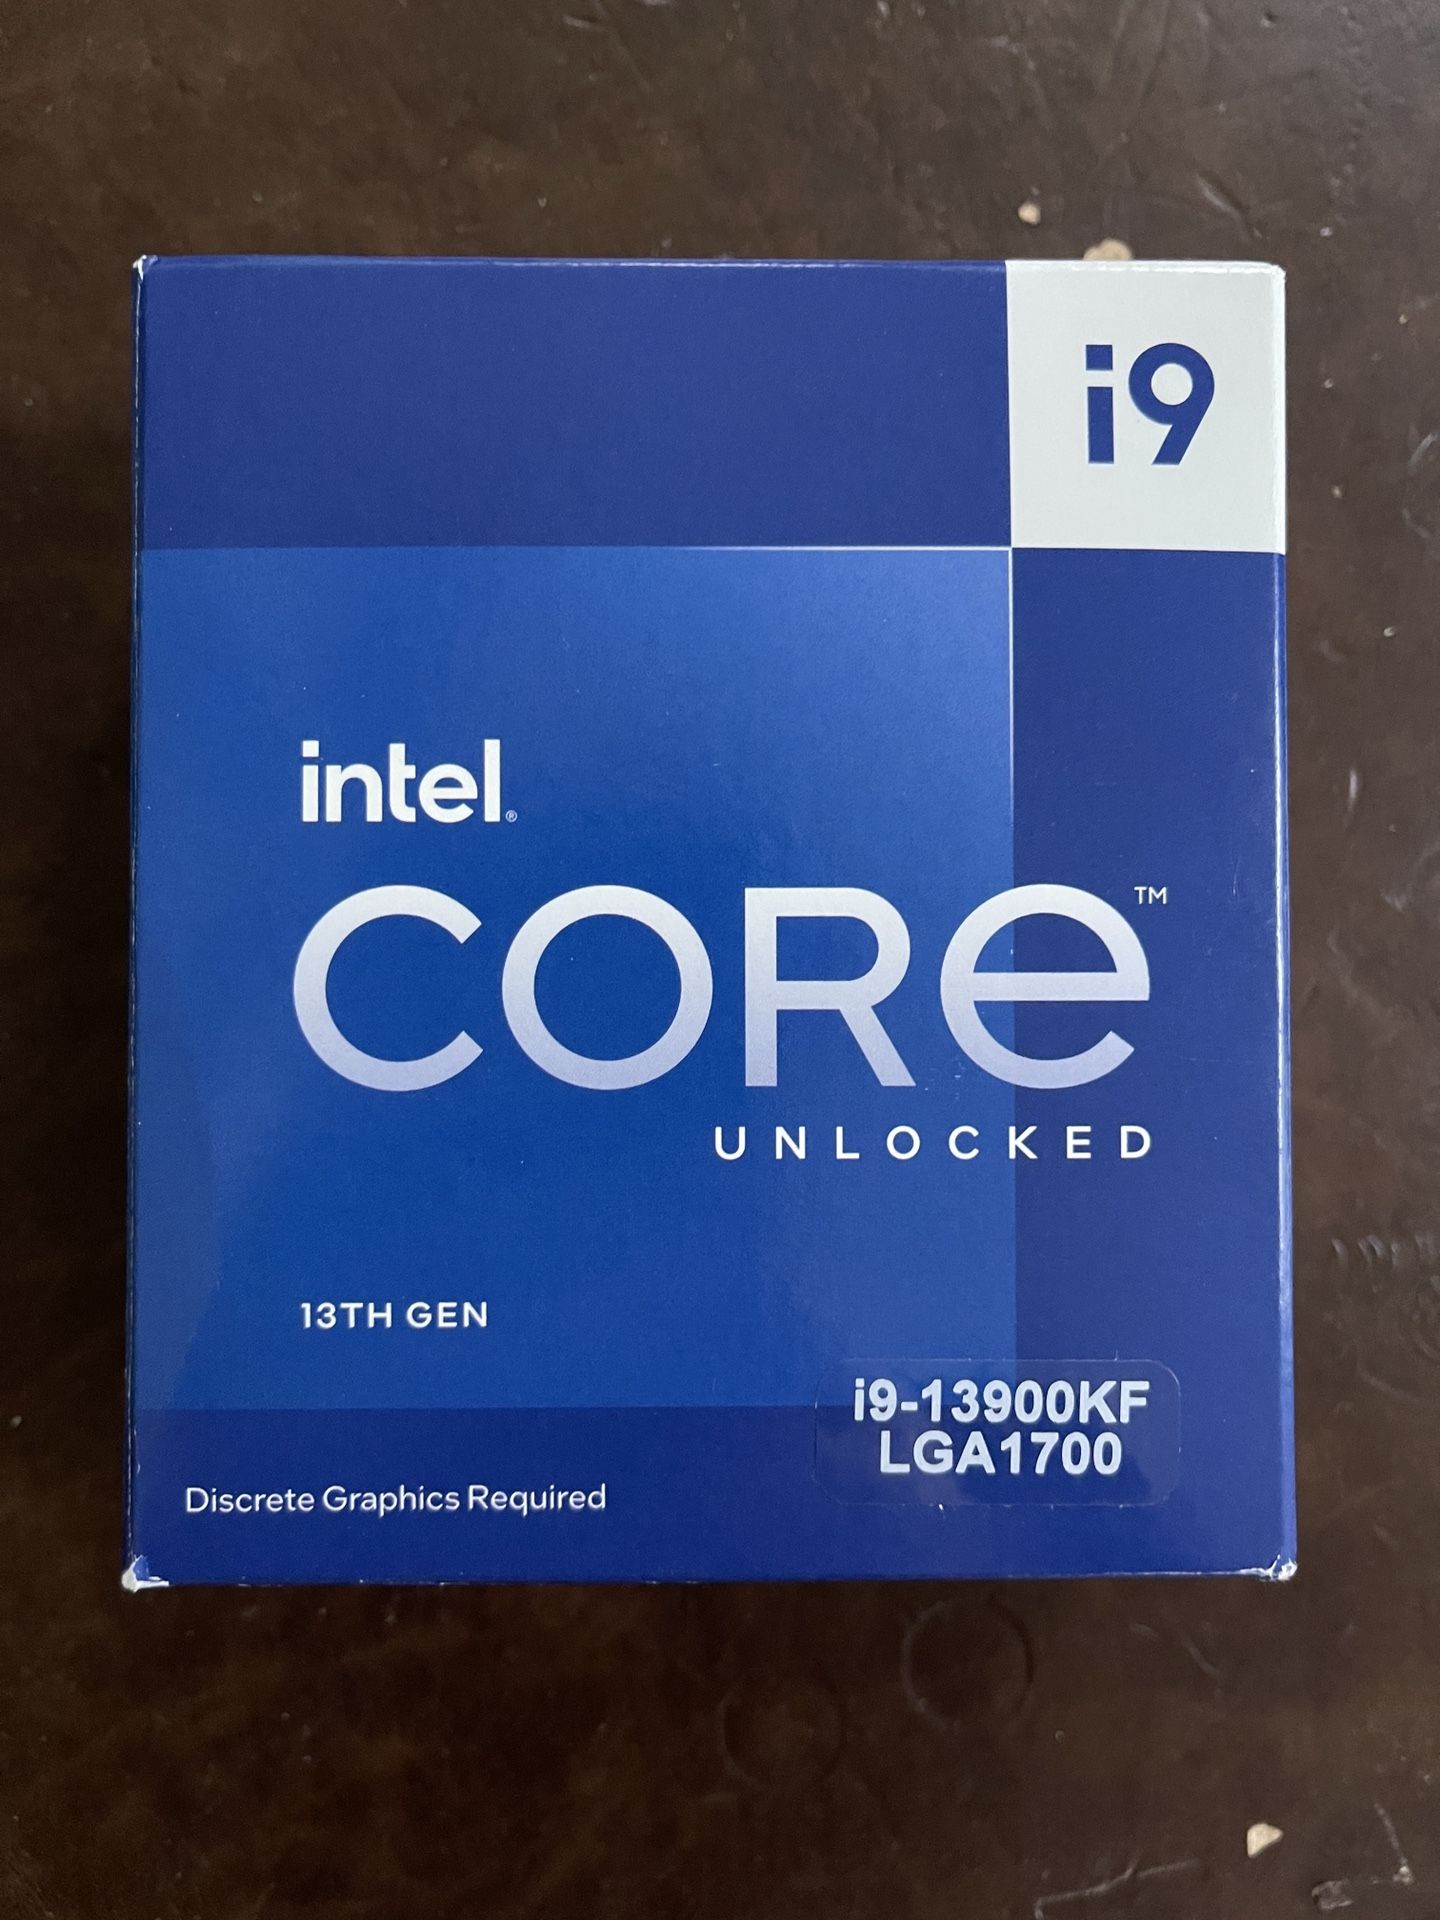 i9
intel®
CORe™
UNLOCKED
13TH GEN
i9-13900KF
LGA1700
Discrete Graphics Required